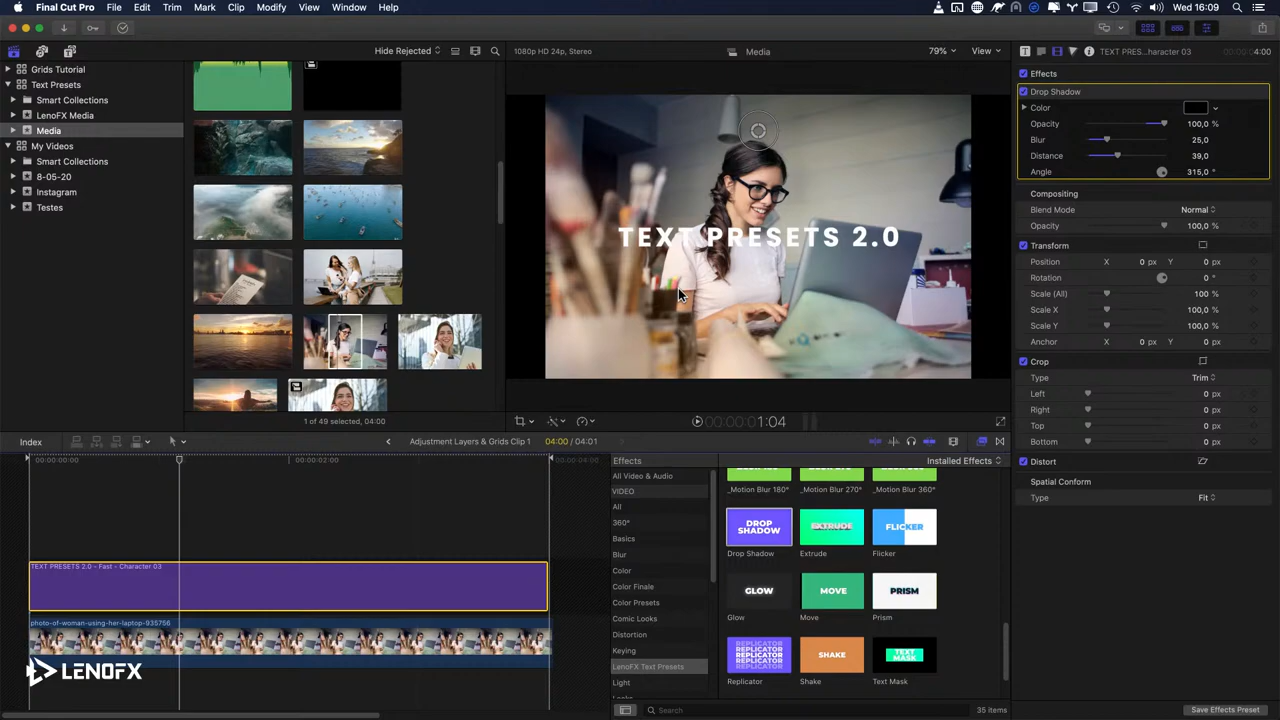 Final Cut Pro File Edit Trim Mark Clip Modify View Window Help Wed 16:09
Hide Rejected 1080p HD 24p, Stereo Media 79% View TEXT PRES...haracter 03 4:00
Grids Tutorial
Text Presets
Smart Collections
LenoFX Media
Media
My Videos
Smart Collections
8-05-20
Instagram
Testes
TEXT PRESETS 2.0
Effects
Drop Shadow
Color
Opacity 100,0 %
Blur 25,0
Distance 39,0
Angle 315,0 °
Compositing
Blend Mode Normal
Opacity 100,0 %
Transform
Position X 0 px Y 0 px
Rotation 0 °
Scale (All) 100 %
Scale X 100,0 %
Scale Y 100,0 %
Anchor X 0 px Y 0 px
Crop
Type Trim
Left 0 px
Right 0 px
Top 0 px
Bottom 0 px
Distort
Spatial Conform
Type Fit
1 of 49 selected, 04:00
00:00:00:01:04
Index Adjustment Layers & Grids Clip 1 04:00 / 04:01
00:00:00:00 00:00:02:00 00:00:04:00
TEXT PRESETS 2.0 - Fast - Character 03
photo-of-woman-using-her-laptop-935756
LENOFX
Effects Installed Effects
All Video & Audio
VIDEO
All
360°
Basics
Blur
Color
Color Finale
Color Presets
Comic Looks
Distortion
Keying
LanoFX Text Presets
Light
_Motion Blur 180° _Motion Blur 270° _Motion Blur 360°
DROP
SHADOW
EXTRUDE
FLICKER
Drop Shadow Extrude Flicker
GLOW MOVE PRISM
Glow Move Prism
REPLICATOR
REPLICATOR
REPLICATOR
REPLICATOR
SHAKE
TEXT
MASK
Replicator Shake Text Mask
Search 35 items
Save Effects Preset